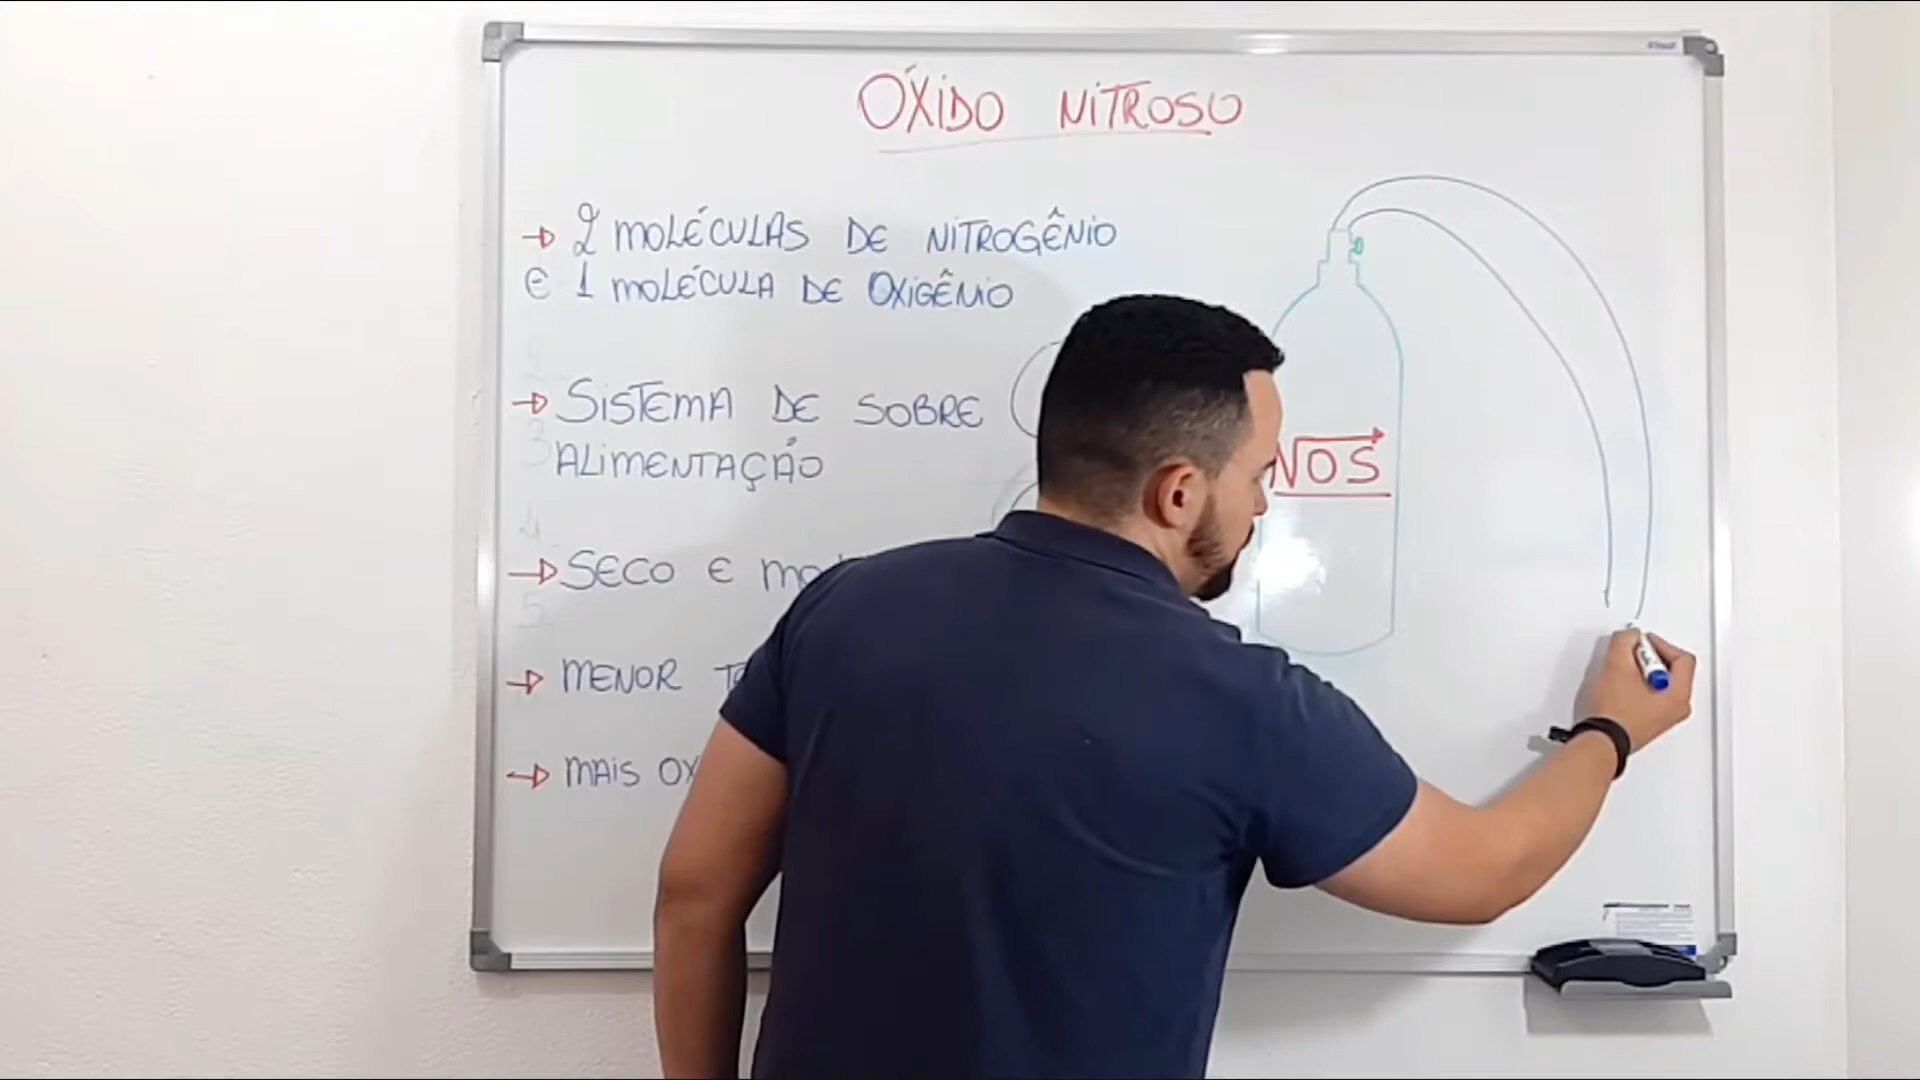 ÓXIDO NITROSO
→ 2 MOLÉCULAS DE NITROGÊNIO
E 1 MOLÉCULA DE OXIGÊNIO
→ SISTEMA DE SOBRE
ALIMENTAÇÃO
→ SECO E
→ MENOR
→ MAIS
NOS